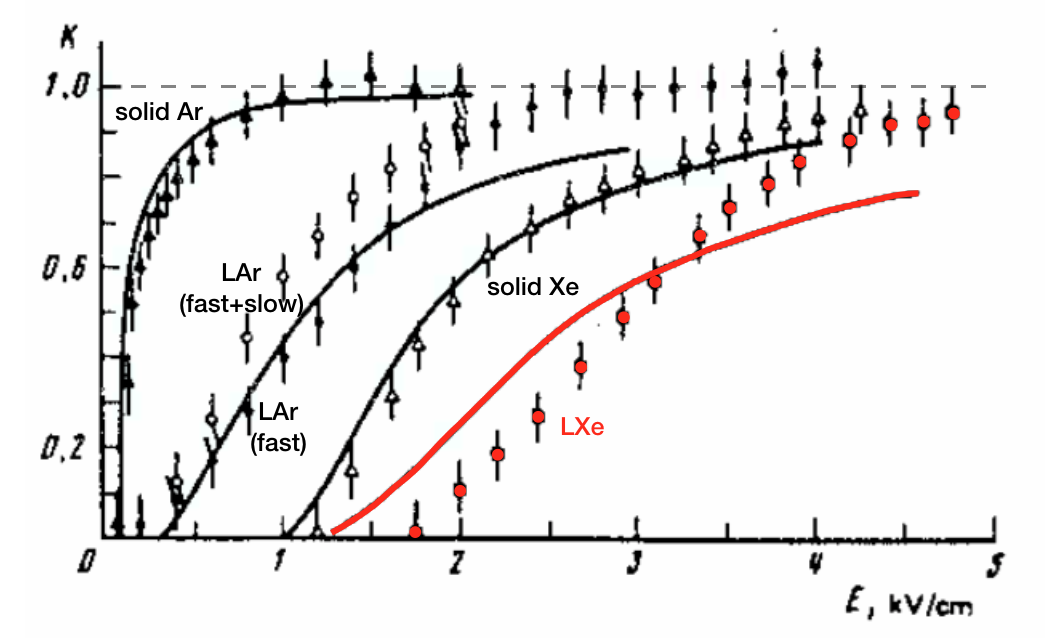 K
1,0
solid Ar
0,6
LAr
(fast+slow)
solid Xe
LAr
(fast)
LXe
0,2
0 1 2 3 4 5
E, kV/cm